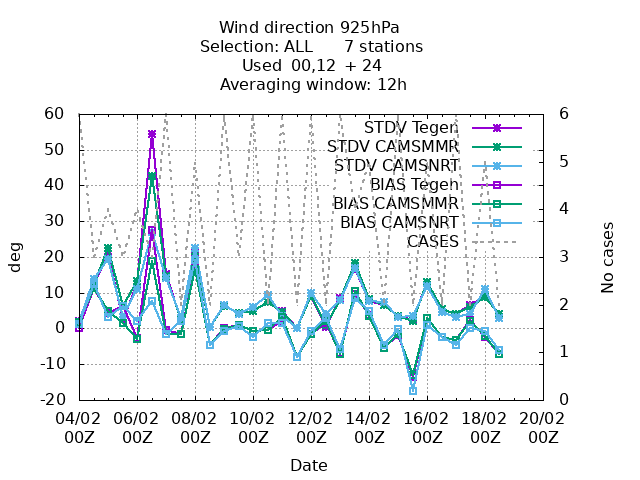 Wind direction 925hPa
Selection: ALL 7 stations
Used 00,12 + 24
Averaging window: 12h
60
50
40
30
20
10
0
-10
-20
deg
STDV Tegen
STDV CAMSMMR
STDV CAMSNRT
BIAS Tegen
BIAS CAMSMMR
BIAS CAMSNRT
CASES
6
5
4
3
2
1
0
No cases
04/02 06/02 08/02 10/02 12/02 14/02 16/02 18/02 20/02
00Z 00Z 00Z 00Z 00Z 00Z 00Z 00Z 00Z
Date